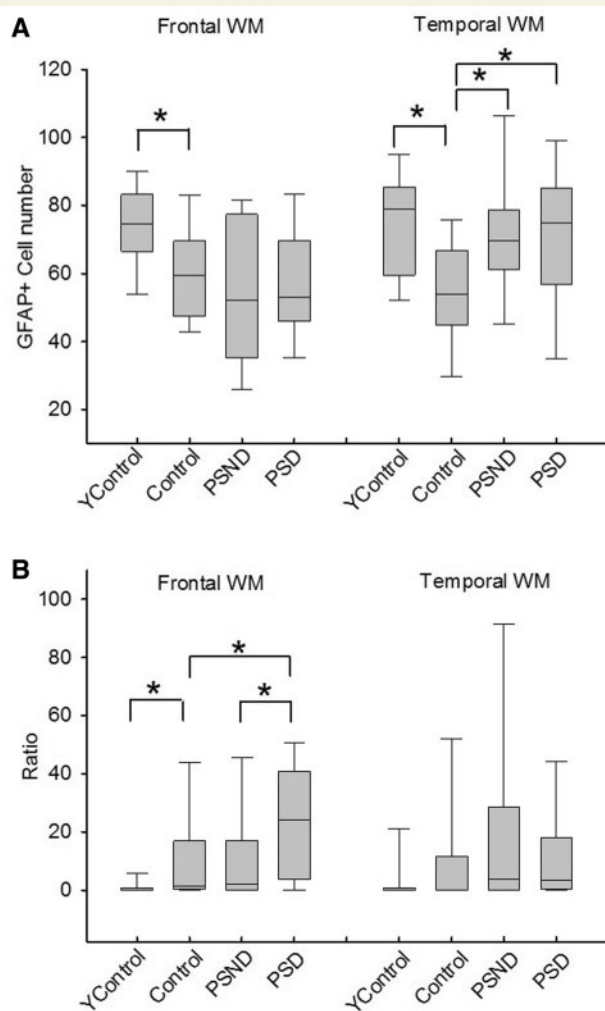 A
Frontal WM
Temporal WM
120
100
80
60
40
20
GFAP+ Cell number
*
*
*
*
YControl
Control
PSND
PSD
YControl
Control
PSND
PSD
B
Frontal WM
Temporal WM
100
80
60
40
20
0
Ratio
*
*
*
YControl
Control
PSND
PSD
YControl
Control
PSND
PSD